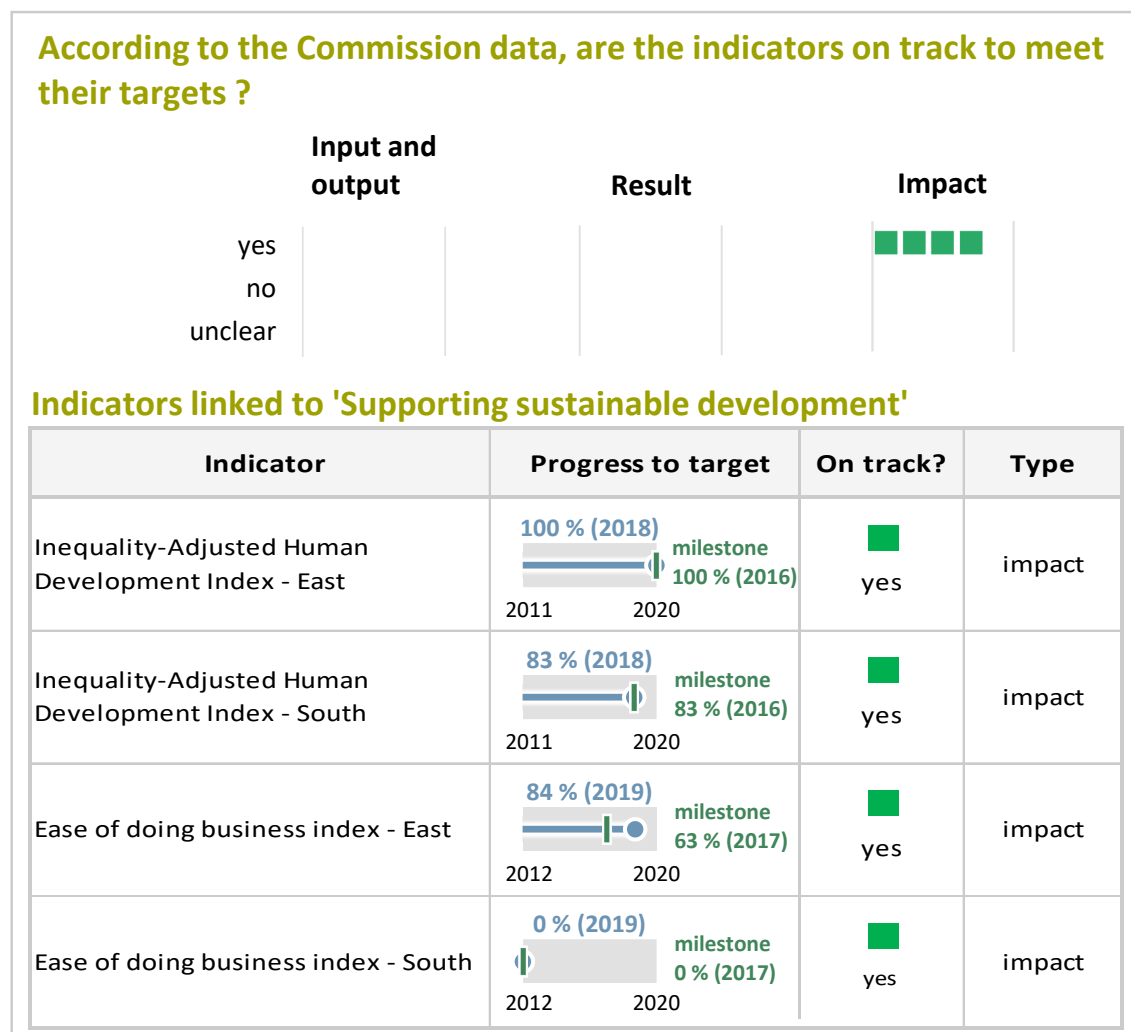 According to the Commission data, are the indicators on track to meet
their targets ?
Input and
output
Result
Impact
yes
no
unclear
Indicators linked to 'Supporting sustainable development'
Indicator
Progress to target
On track?
Type
Inequality-Adjusted Human
Development Index - East
100 % (2018)
milestone
100 % (2016)
2011
2020
yes
impact
Inequality-Adjusted Human
Development Index - South
83 % (2018)
milestone
83 % (2016)
2011
2020
yes
impact
Ease of doing business index - East
84 % (2019)
milestone
63 % (2017)
2012
2020
yes
impact
Ease of doing business index - South
0 % (2019)
milestone
0 % (2017)
2012
2020
yes
impact